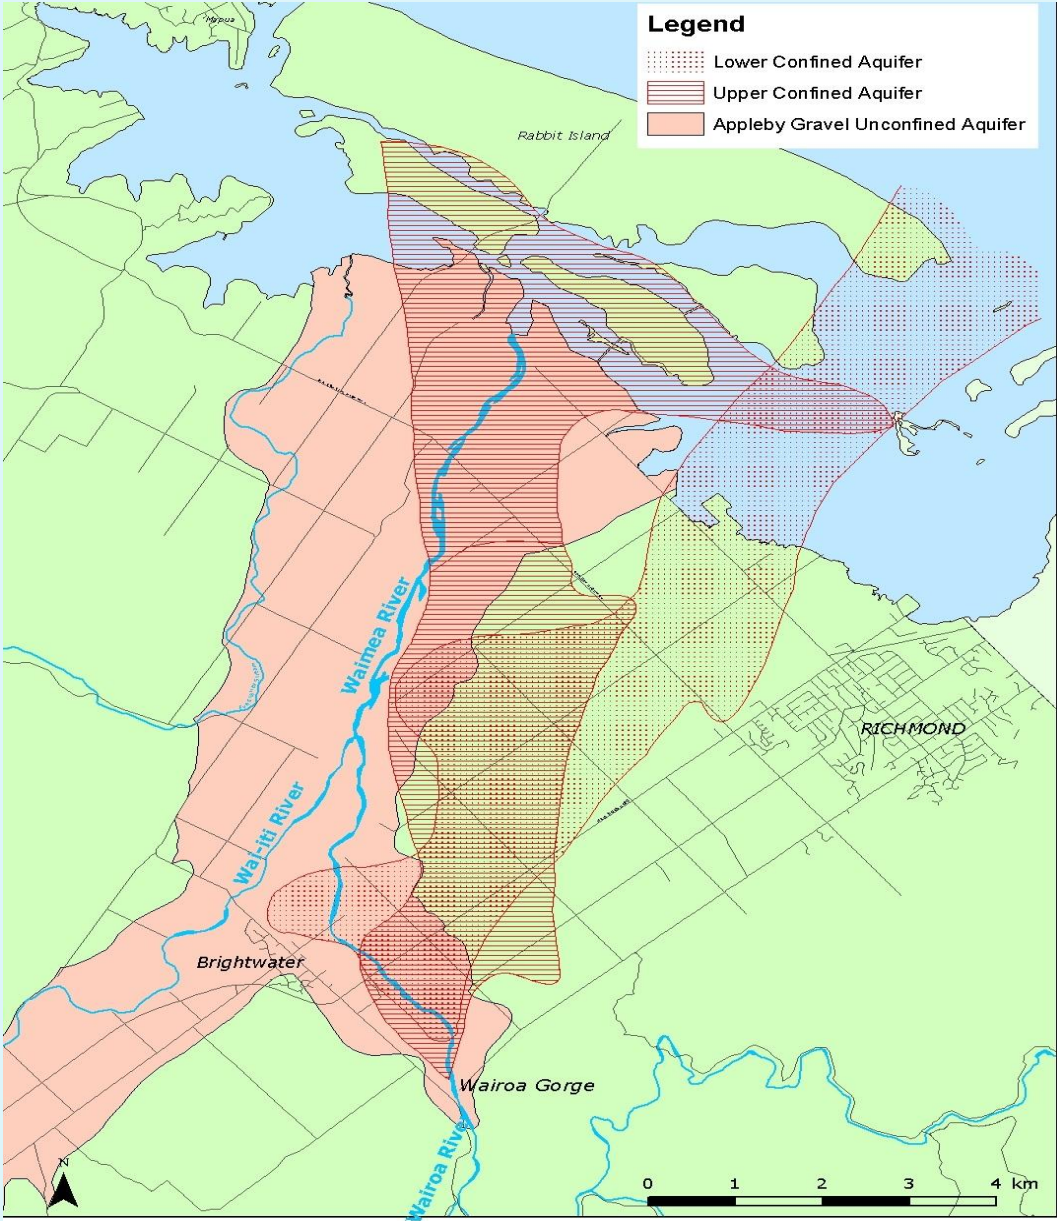 Mapua
Legend
Lower Confined Aquifer
Upper Confined Aquifer
Appleby Gravel Unconfined Aquifer
Rabbit Island
Waimea River
RICHMOND
Wai-iti River
Brightwater
Wairoa Gorge
Wairoa River
N
0 1 2 3 4 km